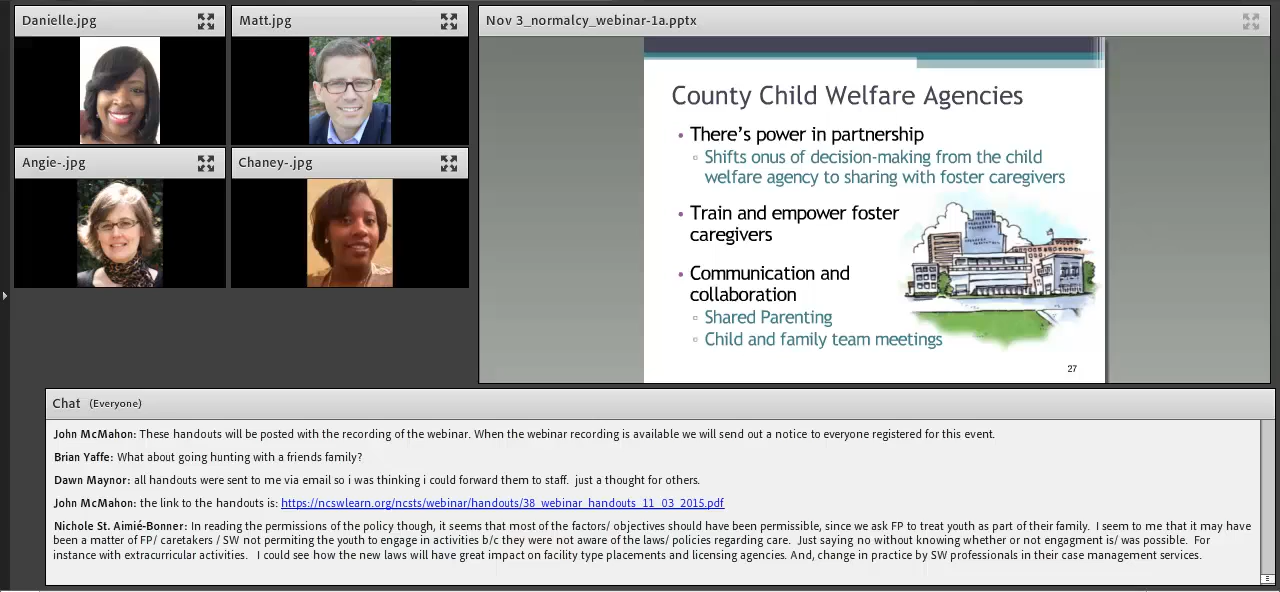 Danielle.jpg
Matt.jpg
Angie-.jpg
Chaney-.jpg
Nov 3_normalcy_webinar-1a.pptx
County Child Welfare Agencies
• There's power in partnership
▫ Shifts onus of decision-making from the child
welfare agency to sharing with foster caregivers
• Train and empower foster
caregivers
• Communication and
collaboration
▫ Shared Parenting
▫ Child and family team meetings
27
Chat (Everyone)
John McMahon: These handouts will be posted with the recording of the webinar. When the webinar recording is available we will send out a notice to everyone registered for this event.
Brian Yaffe: What about going hunting with a friends family?
Dawn Maynor: all handouts were sent to me via email so i was thinking i could forward them to staff. just a thought for others.
John McMahon: the link to the handouts is: https://ncswlearn.org/ncsts/webinar/handouts/38_webinar_handouts_11_03_2015.pdf
Nichole St. Aimié-Bonner: In reading the permissions of the policy though, it seems that most of the factors/ objectives should have been permissible, since we ask FP to treat youth as part of their family. I seem to me that it may have
been a matter of FP/ caretakers / SW not permiting the youth to engage in activities b/c they were not aware of the laws/ policies regarding care. Just saying no without knowing whether or not engagment is/ was possible. For
instance with extracurricular activities. I could see how the new laws will have great impact on facility type placements and licensing agencies. And, change in practice by SW professionals in their case management services.